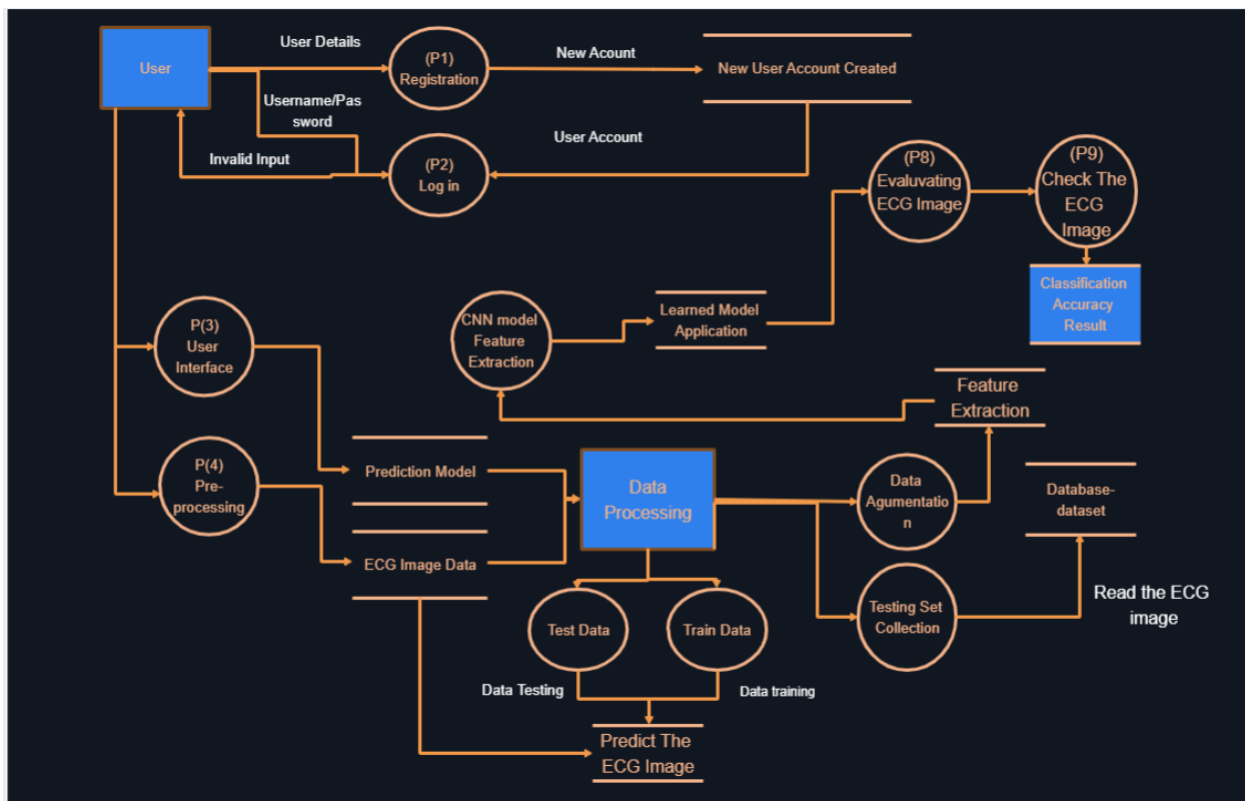 User Details
(P1)
Registration
New Acount
New User Account Created
User
Username/Pas
sword
User Account
Invalid Input
(P2)
Log in
(P8)
Evaluvating
ECG Image
(P9)
Check The
ECG
Image
Classification
Accuracy
Result
Learned Model
Application
CNN model
Feature
Extraction
P(3)
User
Interface
Feature
Extraction
P(4)
Pre-
processing
Prediction Model
Data
Processing
Data
Agumentatio
n
Database-
dataset
ECG Image Data
Read the ECG
image
Testing Set
Collection
Test Data
Train Data
Data Testing
Data training
Predict The
ECG Image